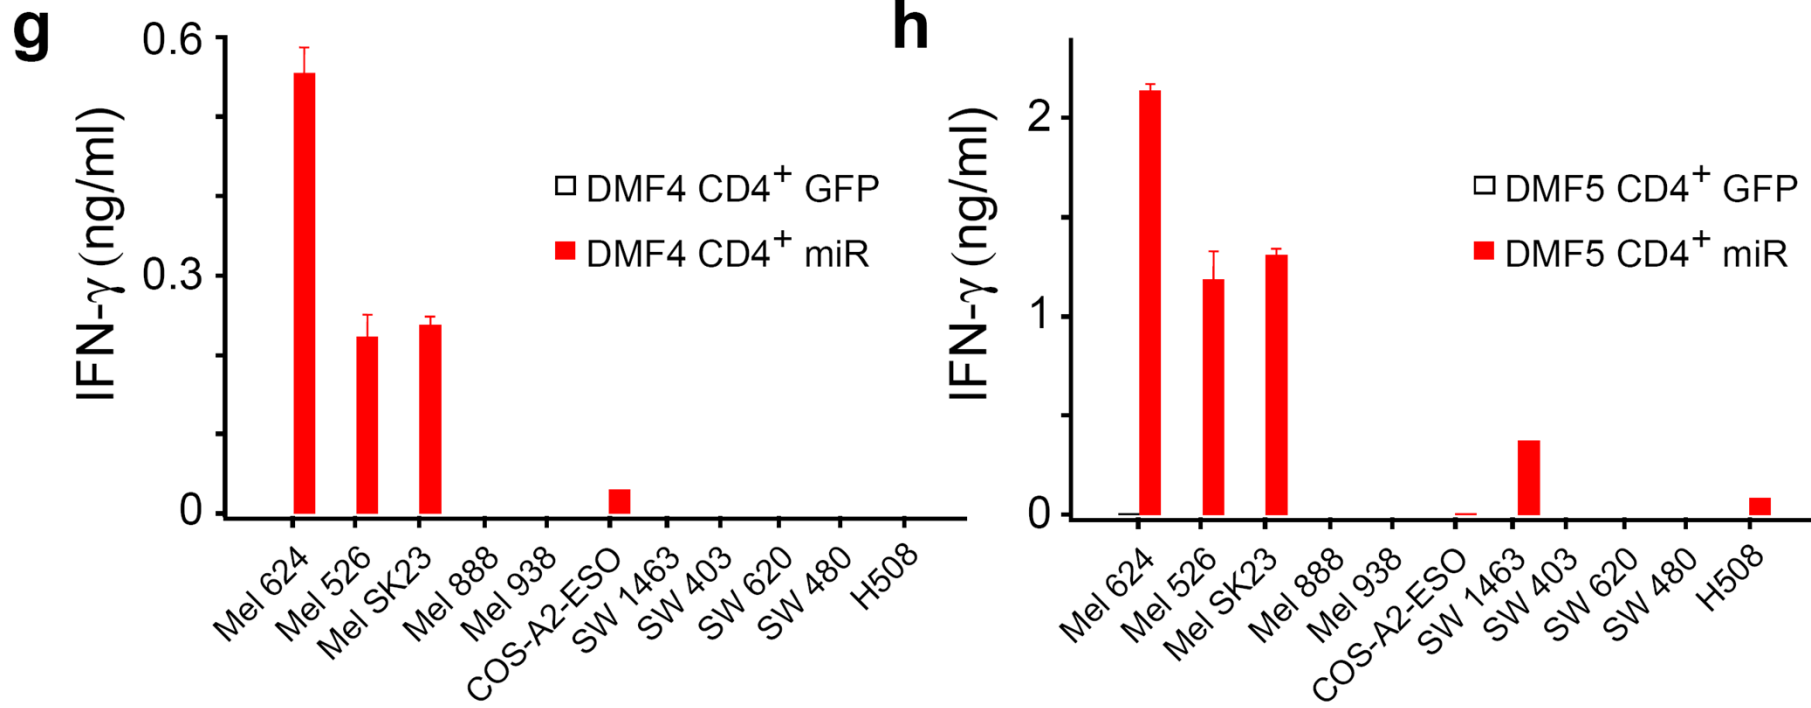 g
IFN-γ (ng/ml)
0.6
0.3
0
DMF4 CD4+ GFP
DMF4 CD4+ miR
Mel 624
Mel 526
Mel SK23
Mel 888
Mel 938
COS-A2-ESO
SW 1463
SW 403
SW 620
SW 480
H508
h
IFN-γ (ng/ml)
2
1
0
DMF5 CD4+ GFP
DMF5 CD4+ miR
Mel 624
Mel 526
Mel SK23
Mel 888
Mel 938
COS-A2-ESO
SW 1463
SW 403
SW 620
SW 480
H508